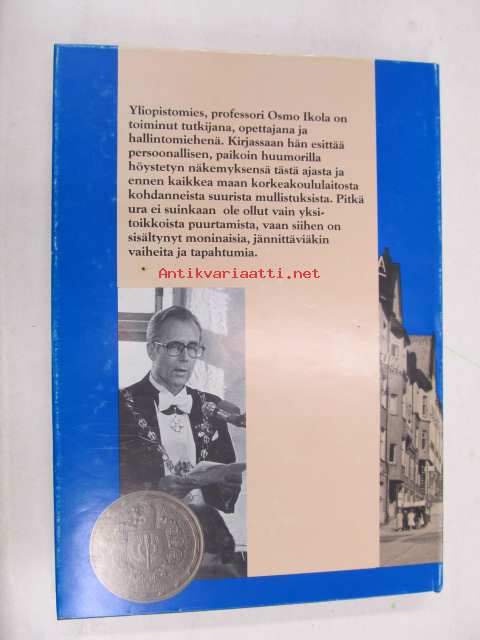 Yliopistomies, professori Osmo Ikola on
toiminut tutkijana, opettajana ja
hallintomiehenä. Kirjassaan hän esittää
persoonallisen, paikoin huumorilla
höystetyn näkemyksensä tästä ajasta ja
ennen kaikkea maan korkeakoululaitosta
kohdanneista suurista mullistuksista. Pitkä
ura ei suinkaan ole ollut vain yksi-
toikkoista puurtamista, vaan siihen on
sisältynyt moninaisia, jännittäviäkin
vaiheita ja tapahtumia.
Antikvariaatti.net